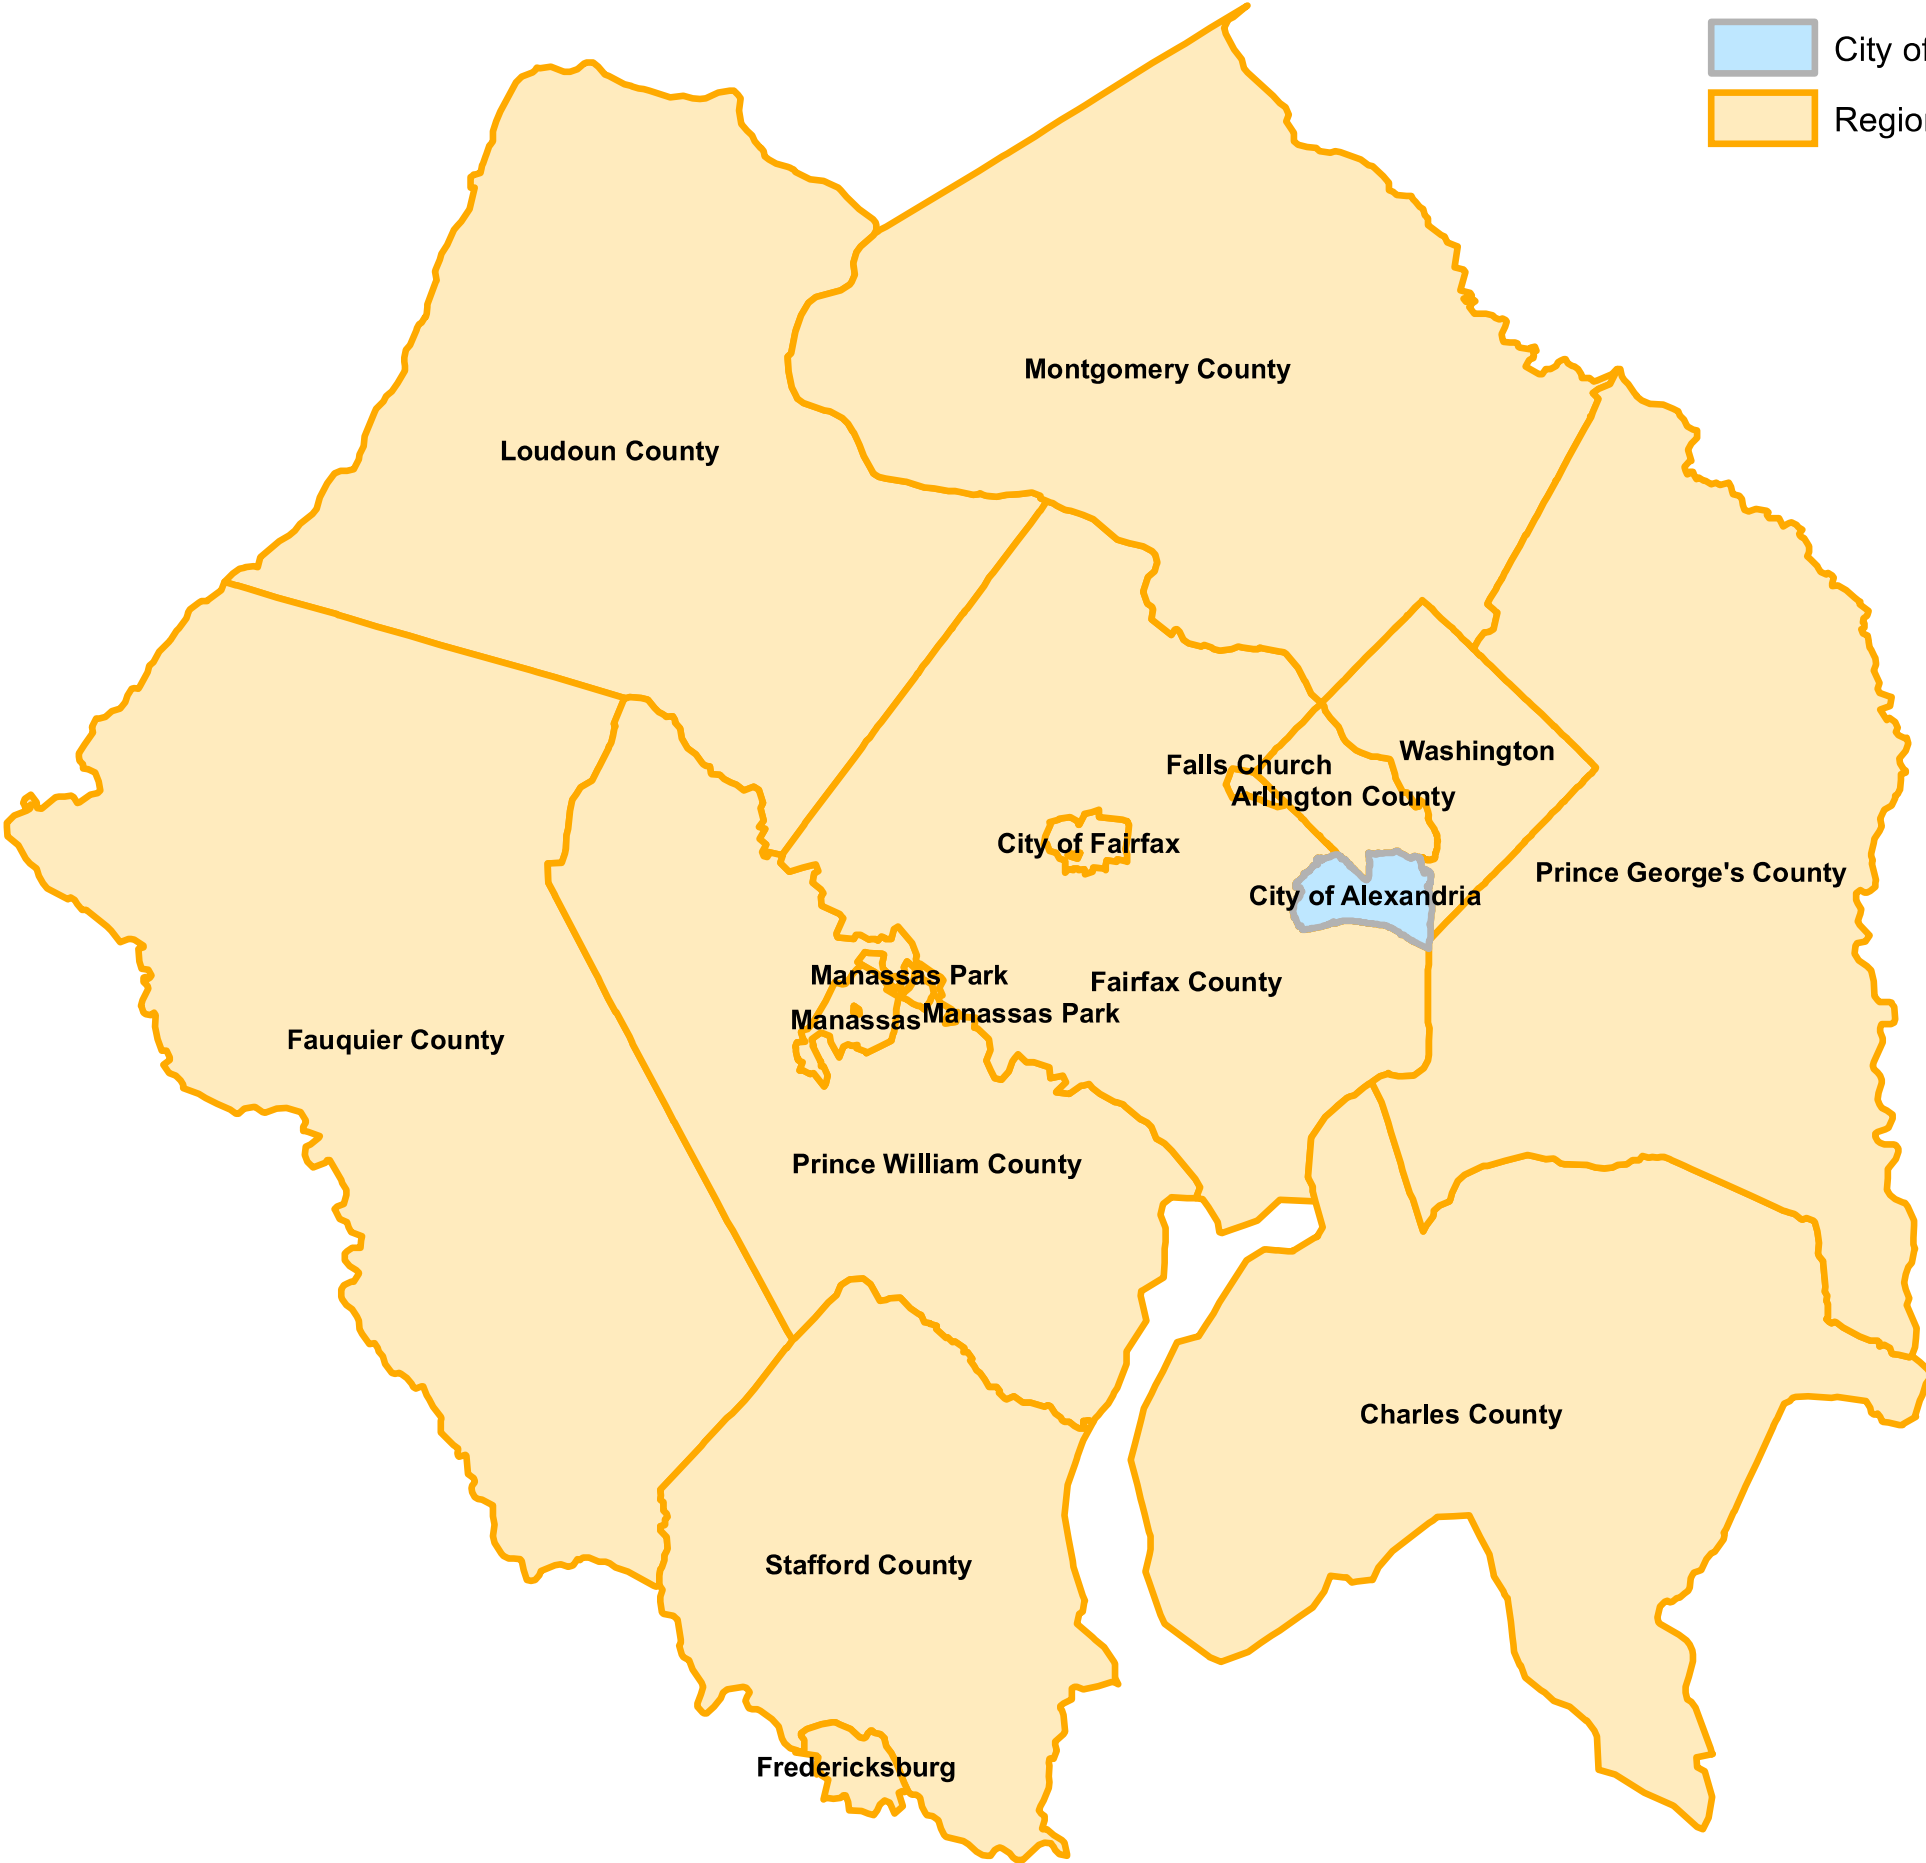 City of
Region
Montgomery County
Loudoun County
Washington
Falls Church
Arlington County
City of Fairfax
Prince George's County
City of Alexandria
Manassas Park
Fairfax County
Manassas Park
Manassas
Fauquier County
Prince William County
Charles County
Stafford County
Fredericksburg